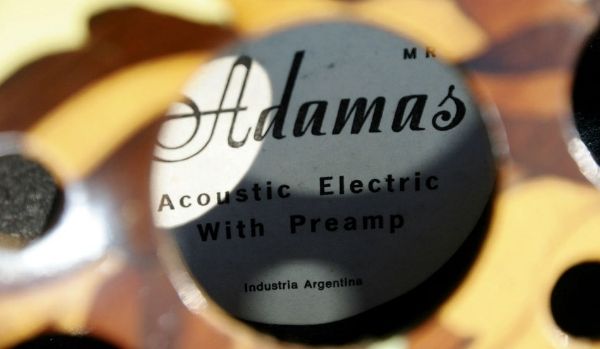 MR
Adamas
Acoustic Electric
With Preamp
Industria Argentina